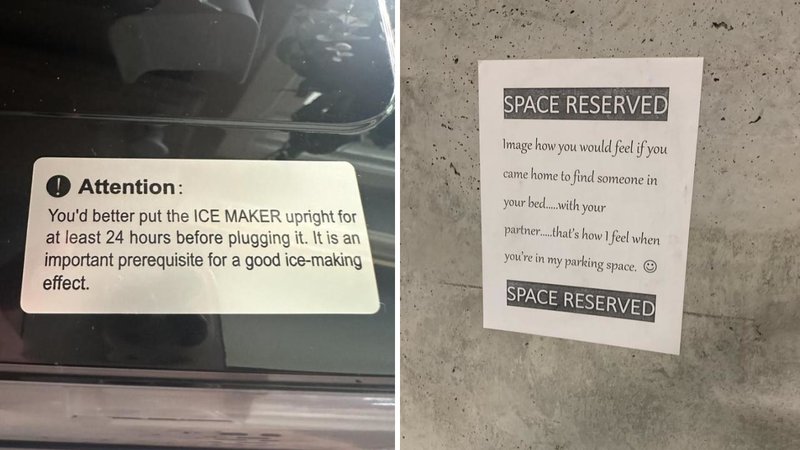 ! Attention:
You'd better put the ICE MAKER upright for
at least 24 hours before plugging it. It is an
important prerequisite for a good ice-making
effect.
SPACE RESERVED
Image how you would feel if you
came home to find someone in
your bed.....with your
partner.....that's how I feel when
you're in my parking space. ☺
SPACE RESERVED